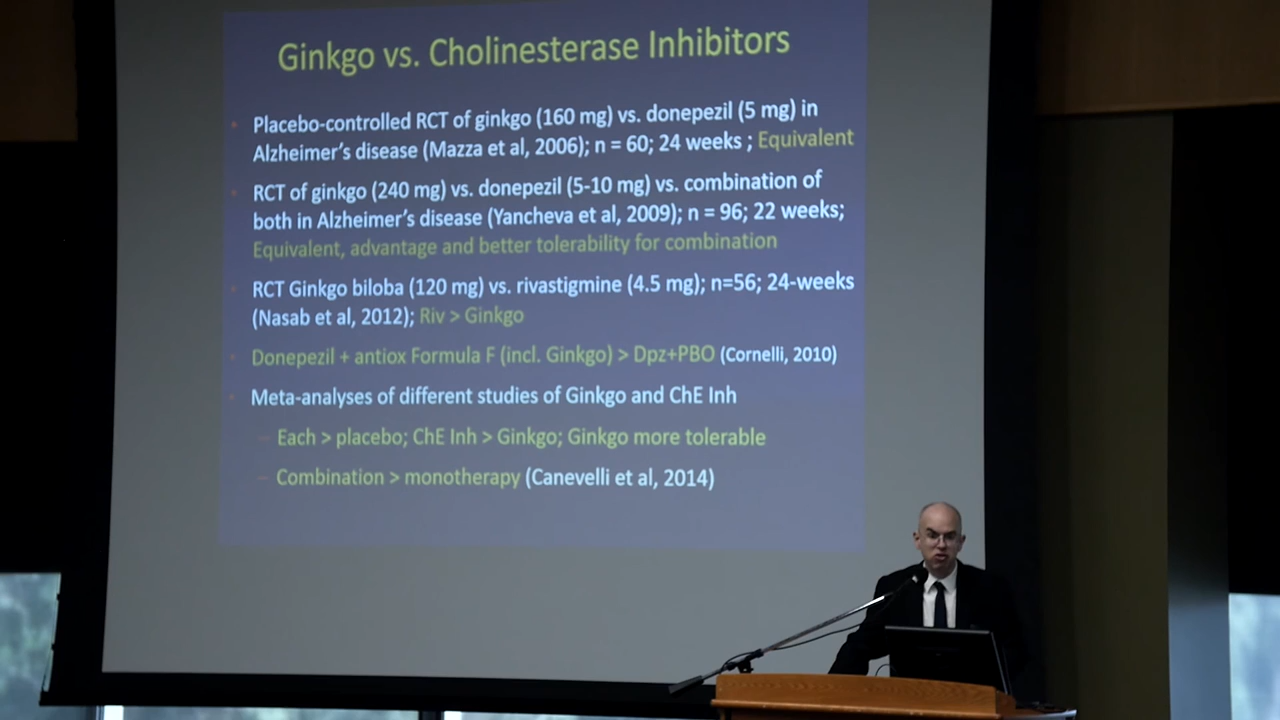 Ginkgo vs. Cholinesterase Inhibitors
Placebo-controlled RCT of ginkgo (160 mg) vs. donepezil (5 mg) in
Alzheimer's disease (Mazza et al, 2006); n = 60; 24 weeks ; Equivalent
RCT of ginkgo (240 mg) vs. donepezil (5-10 mg) vs. combination of
both in Alzheimer's disease (Yancheva et al, 2009); n = 96; 22 weeks;
Equivalent, advantage and better tolerability for combination
RCT Ginkgo biloba (120 mg) vs. rivastigmine (4.5 mg); n=56; 24-weeks
(Nasab et al, 2012); Riv > Ginkgo
Donepezil + antiox Formula F (incl. Ginkgo) > Dpz+PBO (Cornelli, 2010)
Meta-analyses of different studies of Ginkgo and ChE Inh
– Each > placebo; ChE Inh > Ginkgo; Ginkgo more tolerable
– Combination > monotherapy (Canevelli et al, 2014)